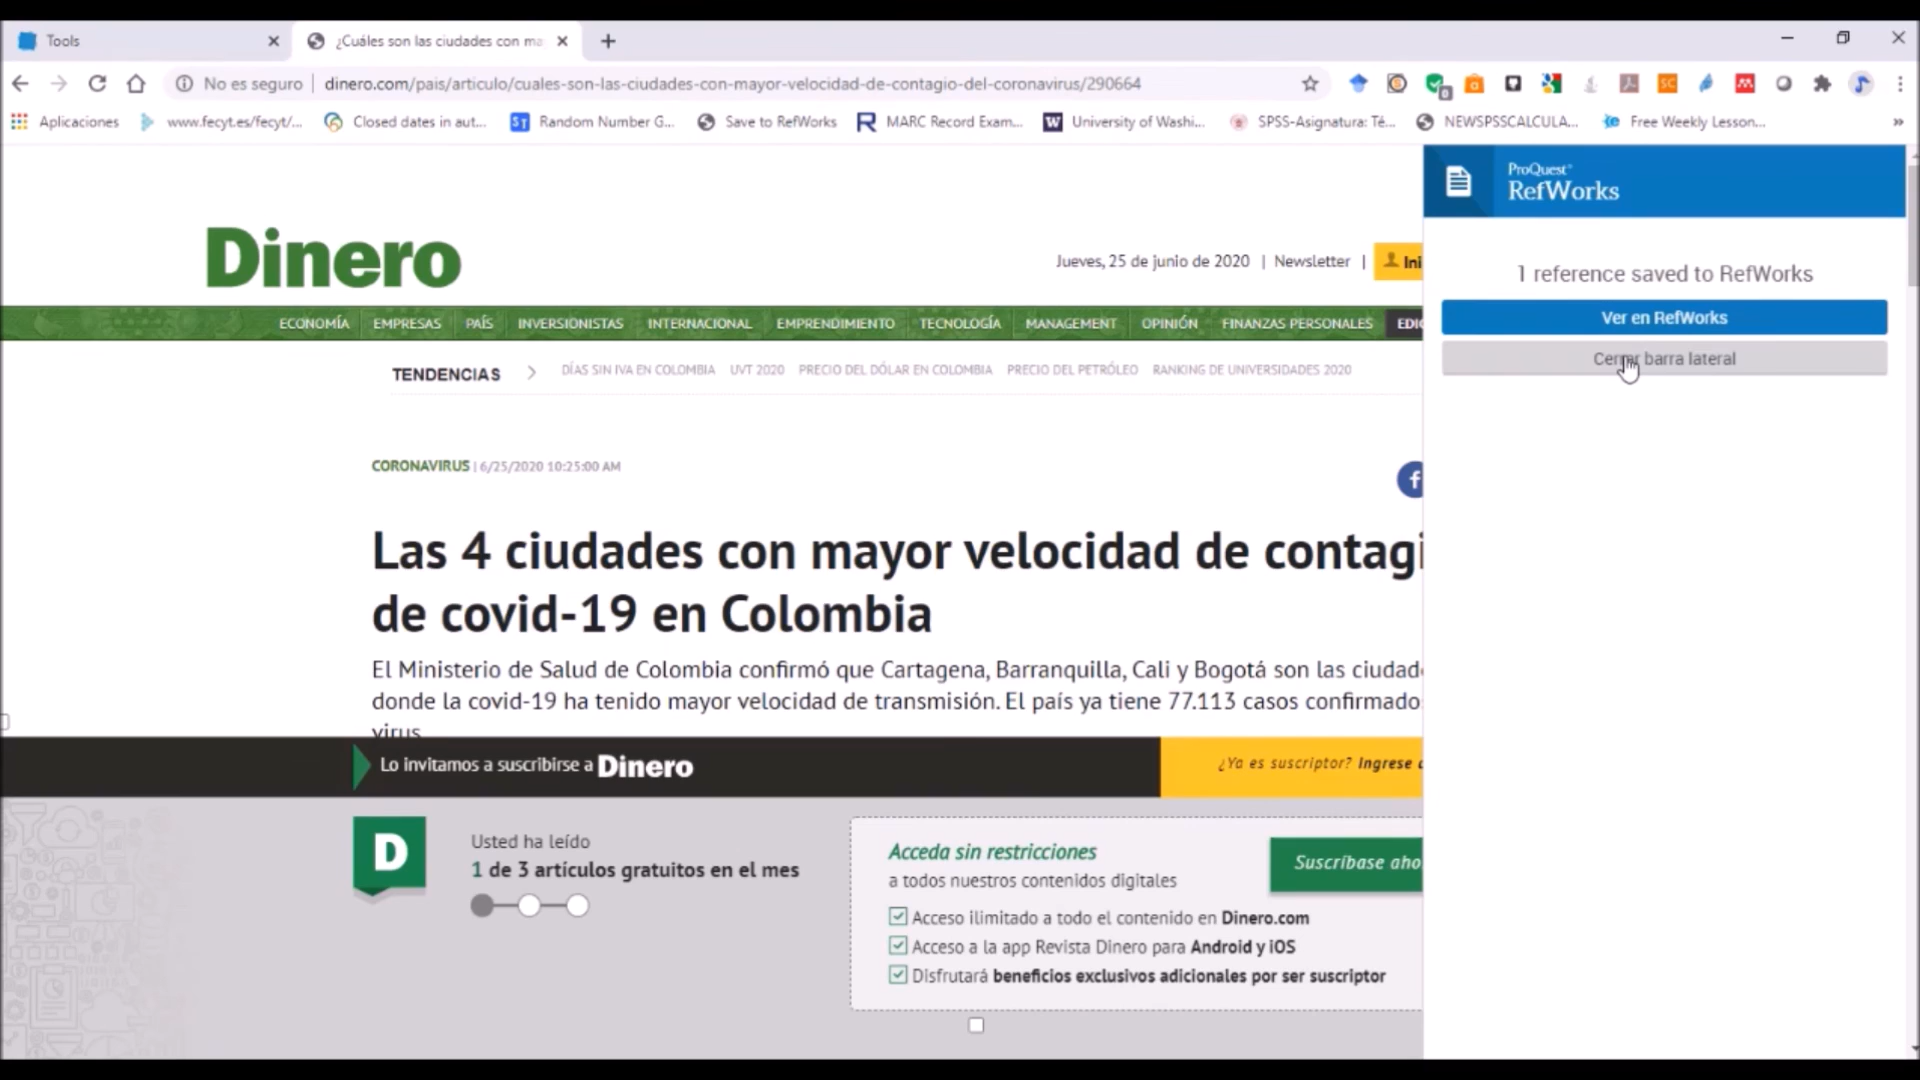 Tools
¿Cuáles son las ciudades con ma
No es seguro | dinero.com/pais/articulo/cuales-son-las-ciudades-con-mayor-velocidad-de-contagio-del-coronavirus/290664
Aplicaciones www.fecyt.es/fecyt/... Closed dates in aut... Random Number G... Save to RefWorks MARC Record Exam... University of Washi... SPSS-Asignatura: Té... NEWSPSSCALCULA... Free Weekly Lesson... »
ProQuest
RefWorks
1 reference saved to RefWorks
Ver en RefWorks
Cerrar barra lateral
Dinero
Jueves, 25 de junio de 2020 | Newsletter | Ini
ECONOMÍA EMPRESAS PAÍS INVERSIONISTAS INTERNACIONAL EMPRENDIMIENTO TECNOLOGÍA MANAGEMENT OPINIÓN FINANZAS PERSONALES EDIC
TENDENCIAS DÍAS SIN IVA EN COLOMBIA UVT 2020 PRECIO DEL DÓLAR EN COLOMBIA PRECIO DEL PETRÓLEO RANKING DE UNIVERSIDADES 2020
CORONAVIRUS | 6/25/2020 10:25:00 AM
Las 4 ciudades con mayor velocidad de contagi
de covid-19 en Colombia
El Ministerio de Salud de Colombia confirmó que Cartagena, Barranquilla, Cali y Bogotá son las ciudade
donde la covid-19 ha tenido mayor velocidad de transmisión. El país ya tiene 77.113 casos confirmado
virus
Lo invitamos a suscribirse a Dinero
¿Ya es suscriptor? Ingrese
D
Usted ha leído
1 de 3 artículos gratuitos en el mes
Acceda sin restricciones
a todos nuestros contenidos digitales
Suscríbase aho
Acceso ilimitado a todo el contenido en Dinero.com
Acceso a la app Revista Dinero para Android y iOS
Disfrutará beneficios exclusivos adicionales por ser suscriptor